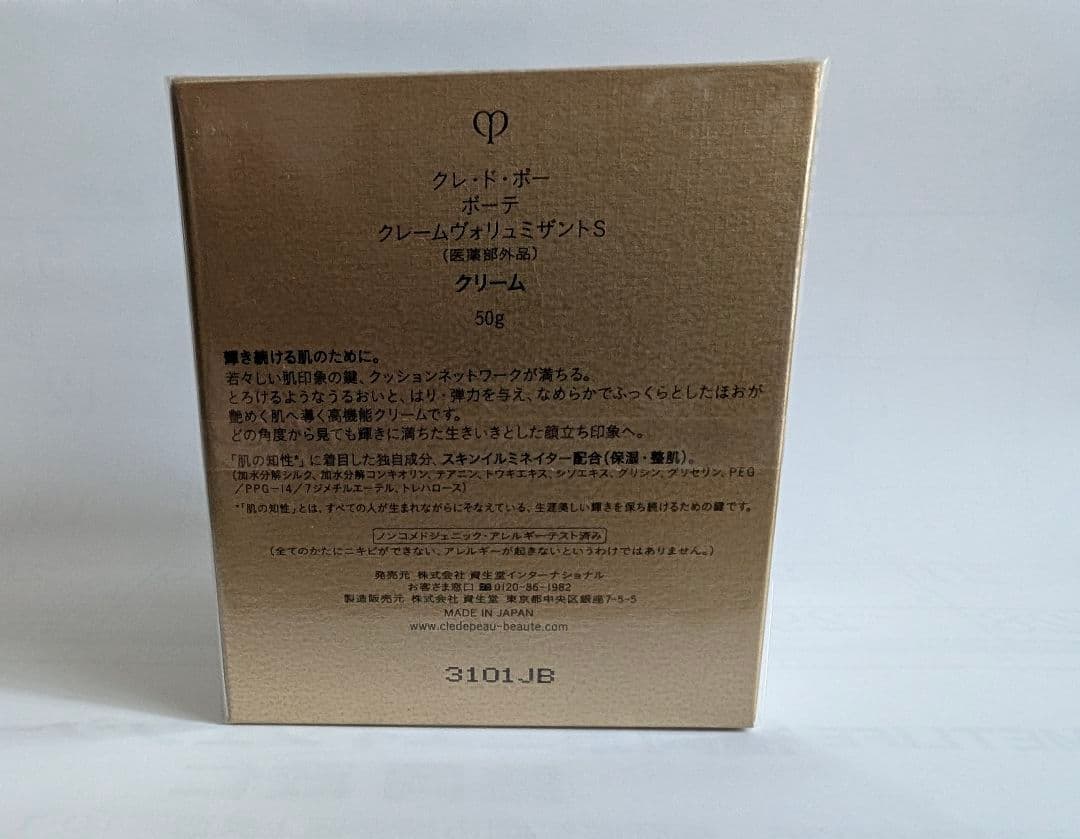 クレ・ド・ポー
ボーテ
クレームヴォリュミザントS
(医薬部外品)
クリーム
50g
輝き続ける肌のために。
若々しい肌印象の鍵、クッションネットワークが満ちる。
とろけるようなうるおいと、はり・弾力を与え、なめらかでふっくらとしたほおが
艶めく肌へ導く高機能クリームです。
どの角度から見ても輝きに満ちた生きいきとした顔立ち印象へ。
「肌の知性*」に着目した独自成分、スキンイルミネイター配合(保湿・整肌)。
(加水分解シルク、加水分解コンキオリン、テアニン、トウキエキス、シソエキス、グリシン、グリセリン、PEG
/PPG-14/7ジメチルエーテル、トレハロース)
*「肌の知性」とは、すべての人が生まれながらにそなえている、生涯美しい輝きを保ち続けるための鍵です。
ノンコメドジェニック・アレルギーテスト済み
(全てのかたにニキビができない、アレルギーが起きないというわけではありません。)
発売元 株式会社 資生堂インターナショナル
お客さま窓口 0120-86-1982
製造販売元 株式会社 資生堂 東京都中央区銀座7-5-5
MADE IN JAPAN
www.cledepeau-beaute.com
3101JB